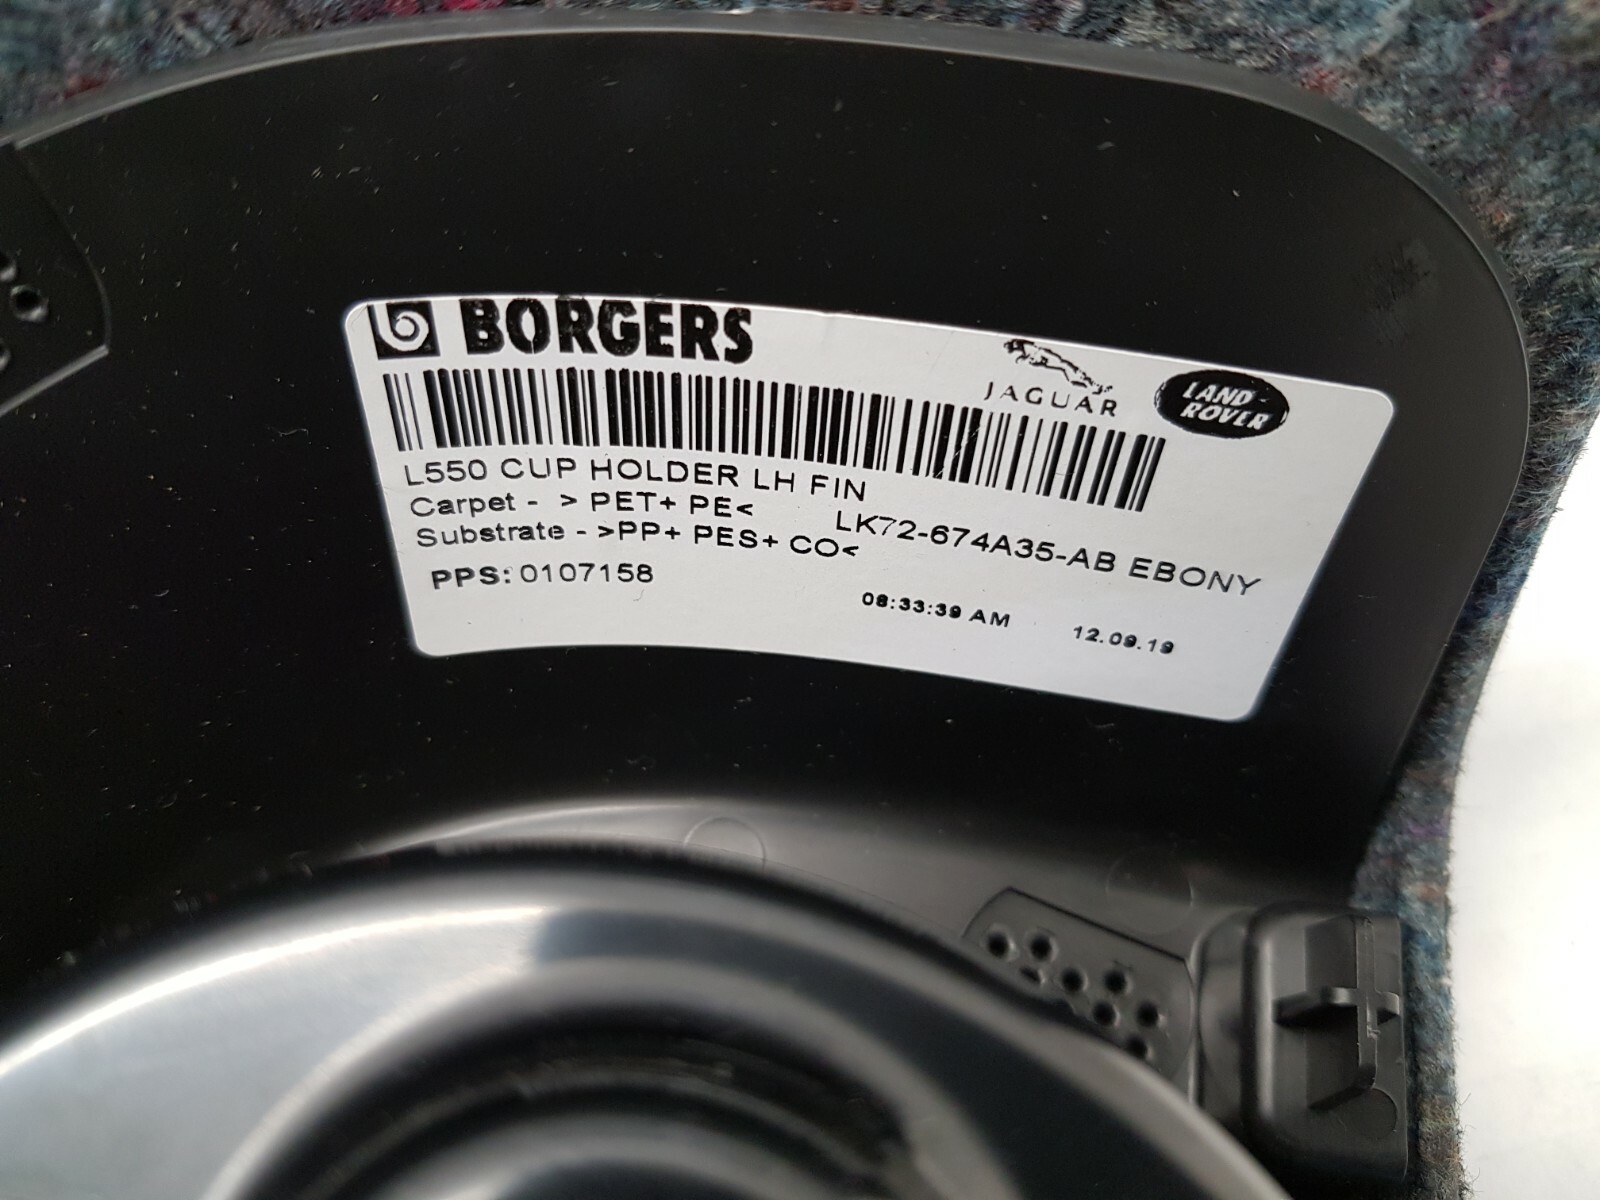 BORGERS
JAGUAR
LAND-
ROVER
L550 CUP HOLDER LH FIN
Carpet - > PET+ PE<
LK72-674A35-AB EBONY
Substrate - >PP+ PES+ CO<
PPS: 0107158
08:33:39 AM
12.09.19